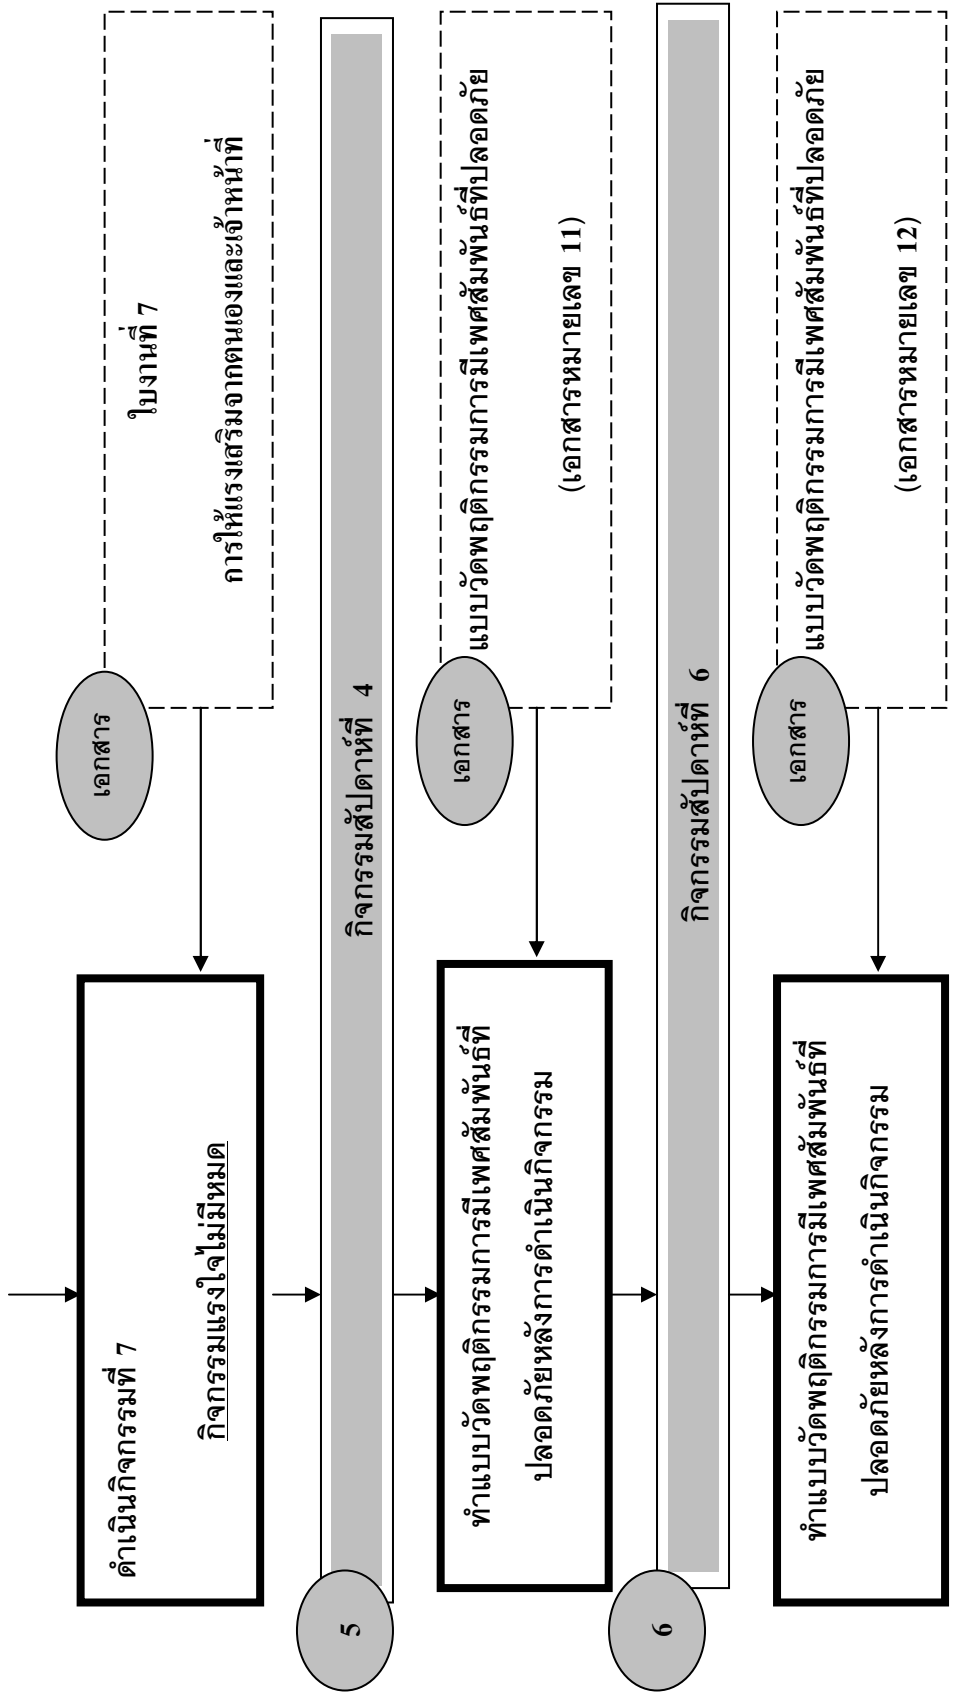 ดำเนินกิจกรรมที่ 7
กิจกรรมแรงใจไม่มีหมด
เอกสาร
ใบงานที่ 7
การให้แรงเสริมจากตนเองและเจ้าหน้าที่
5
กิจกรรมสัปดาห์ที่ 4
ทำแบบวัดพฤติกรรมการมีเพศสัมพันธ์ที่
ปลอดภัยหลังการดำเนินกิจกรรม
เอกสาร
แบบวัดพฤติกรรมการมีเพศสัมพันธ์ที่ปลอดภัย
(เอกสารหมายเลข 11)
6
กิจกรรมสัปดาห์ที่ 6
ทำแบบวัดพฤติกรรมการมีเพศสัมพันธ์ที่
ปลอดภัยหลังการดำเนินกิจกรรม
เอกสาร
แบบวัดพฤติกรรมการมีเพศสัมพันธ์ที่ปลอดภัย
(เอกสารหมายเลข 12)